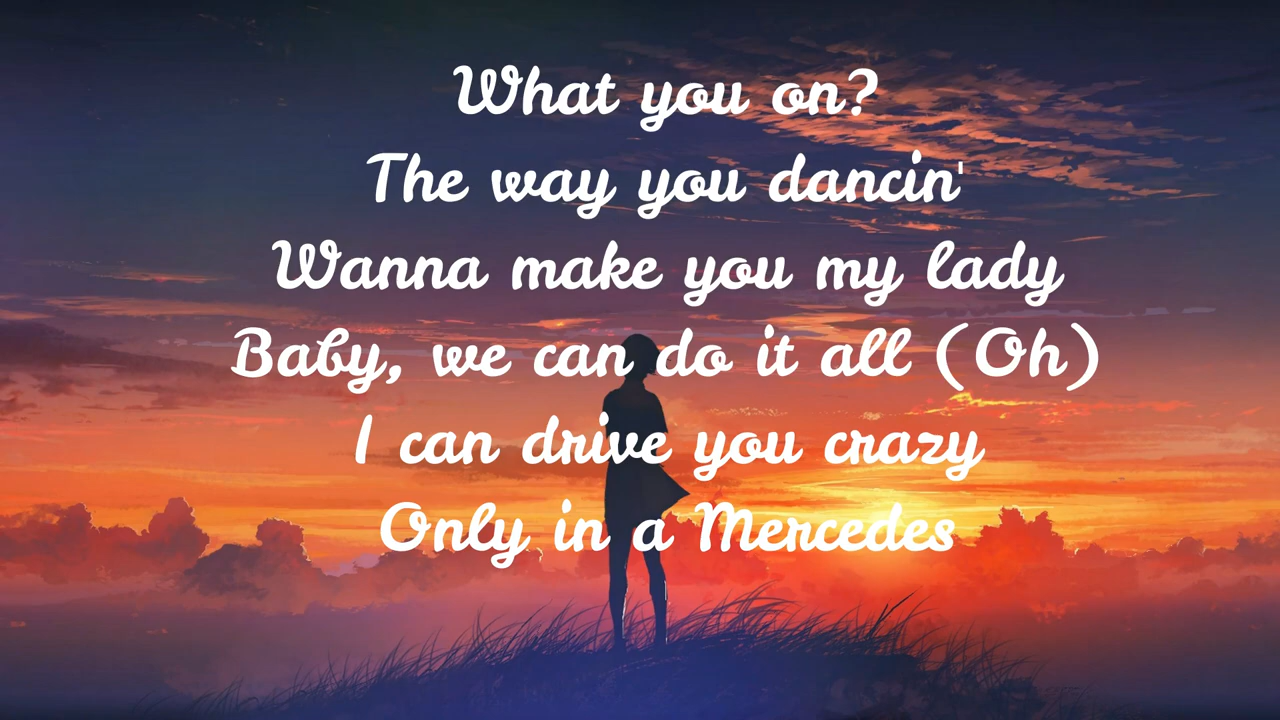 What you on?
The way you dancin'
Wanna make you my lady
Baby, we can do it all (Oh)
I can drive you crazy
Only in a Mercedes